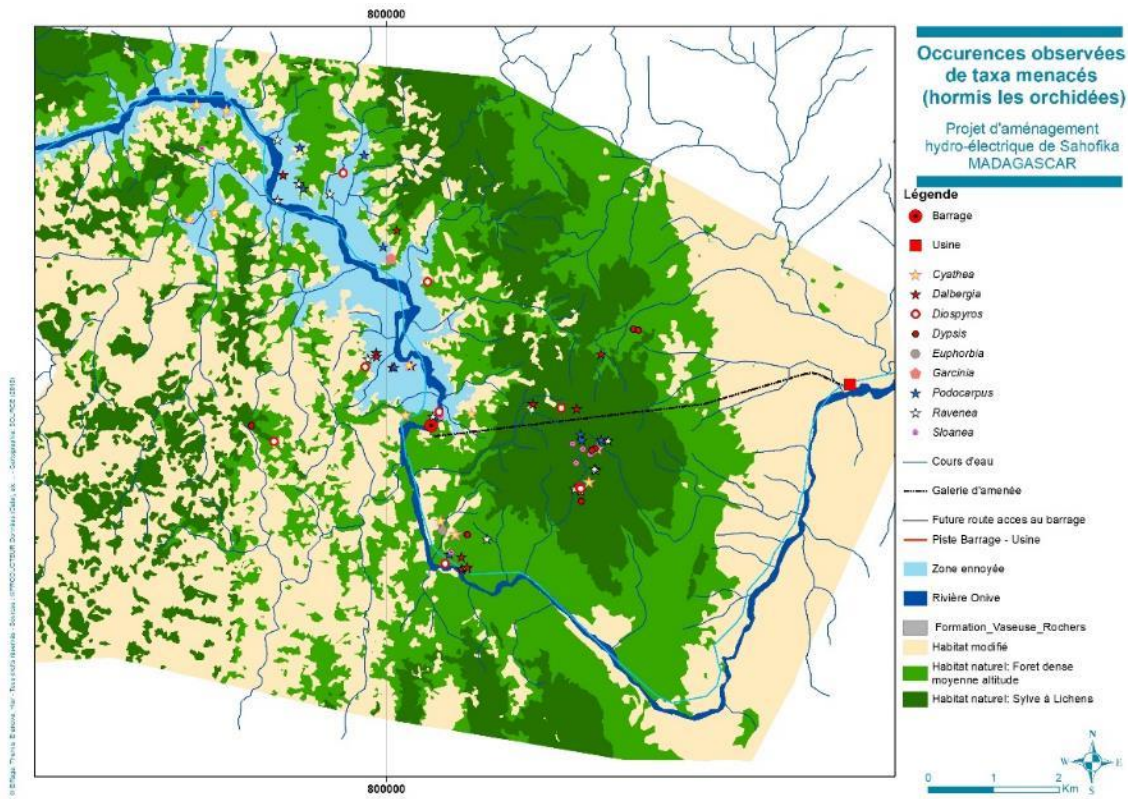 800000
Occurences observées
de taxa menacés
(hormis les orchidées)
Projet d'aménagement
hydro-électrique de Sahofika
MADAGASCAR
Légende
Barrage
Usine
Cyathea
Dalbergia
Diospyros
Dypsis
Euphorbia
Garcinia
Podocarpus
Ravenea
Sloanea
Cours d'eau
Galerie d'amenée
Future route acces au barrage
Piste Barrage - Usine
Zone ennoyée
Rivière Onive
Formation_Vaseuse_Rochers
Habitat modifié
Habitat naturel: Foret dense
moyenne altitude
Habitat naturel: Sylve à Lichens
N
W E
S
0 1 2
Km
800000